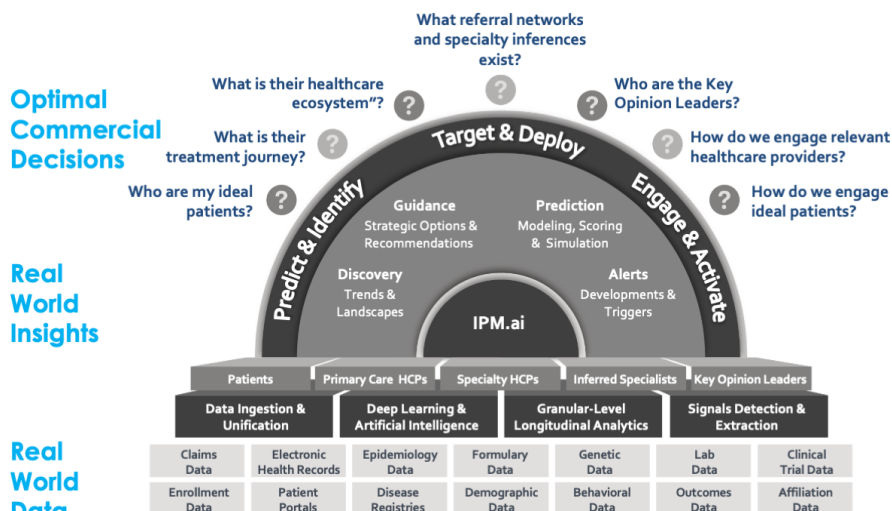 What referral networks
and specialty inferences
exist?
What is their healthcare
ecosystem”?
Who are the Key
Opinion Leaders?
Optimal
Commercial
Decisions
What is their
treatment journey?
How do we engage relevant
healthcare providers?
Who are my ideal
patients?
How do we engage
ideal patients?
?
?
?
?
?
?
?
Predict & Identify
Target & Deploy
Engage & Activate
Guidance
Strategic Options &
Recommendations
Prediction
Modeling, Scoring
& Simulation
Real
World
Insights
Discovery
Trends &
Landscapes
Alerts
Developments &
Triggers
IPM.ai
Patients
Primary Care HCPs
Specialty HCPs
Inferred Specialists
Key Opinion Leaders
Data Ingestion &
Unification
Deep Learning &
Artificial Intelligence
Granular-Level
Longitudinal Analytics
Signals Detection &
Extraction
Real
World
Data
Claims
Data
Electronic
Health Records
Epidemiology
Data
Formulary
Data
Genetic
Data
Lab
Data
Clinical
Trial Data
Enrollment
Data
Patient
Portals
Disease
Registries
Demographic
Data
Behavioral
Data
Outcomes
Data
Affiliation
Data